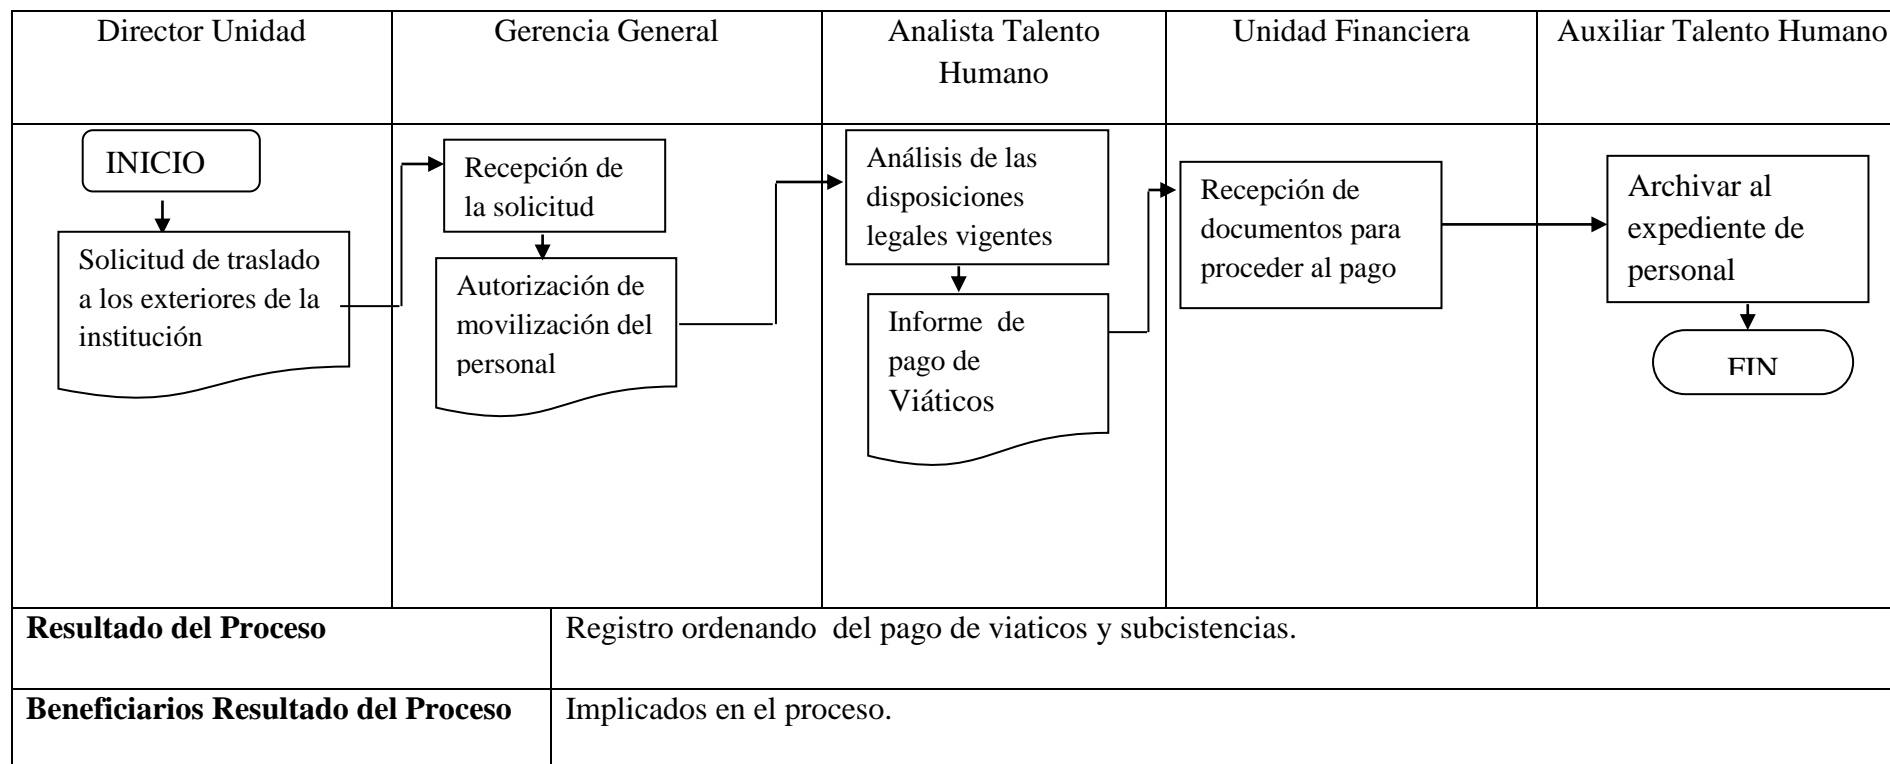 Director Unidad
Gerencia General
Analista Talento
Humano
Unidad Financiera
Auxiliar Talento Humano
INICIO
Solicitud de traslado
a los exteriores de la
institución
Recepción de
la solicitud
Autorización de
movilización del
personal
Análisis de las
disposiciones
legales vigentes
Informe  de
pago de
Viáticos
Recepción de
documentos para
proceder al pago
Archivar al
expediente de
personal
FIN
Resultado del Proceso
Registro ordenando  del pago de viaticos y subcistencias.
Beneficiarios Resultado del Proceso
Implicados en el proceso.